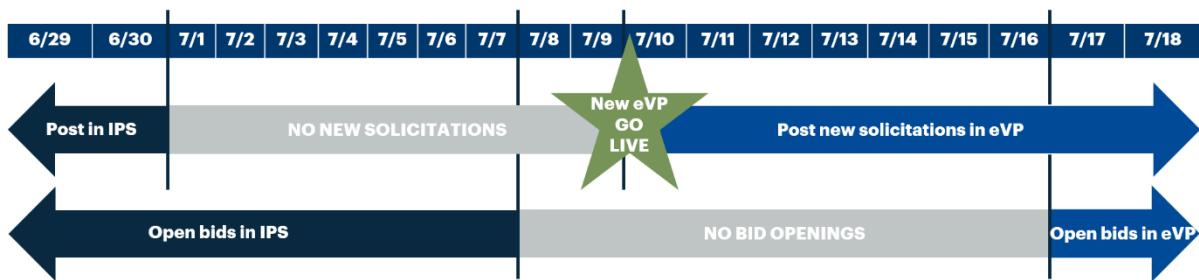 6/29 6/30 7/1 7/2 7/3 7/4 7/5 7/6 7/7 7/8 7/9 7/10 7/11 7/12 7/13 7/14 7/15 7/16 7/17 7/18
Post in IPS
NO NEW SOLICITATIONS
New eVP
GO
LIVE
Post new solicitations in eVP
Open bids in IPS
NO BID OPENINGS
Open bids in eVP